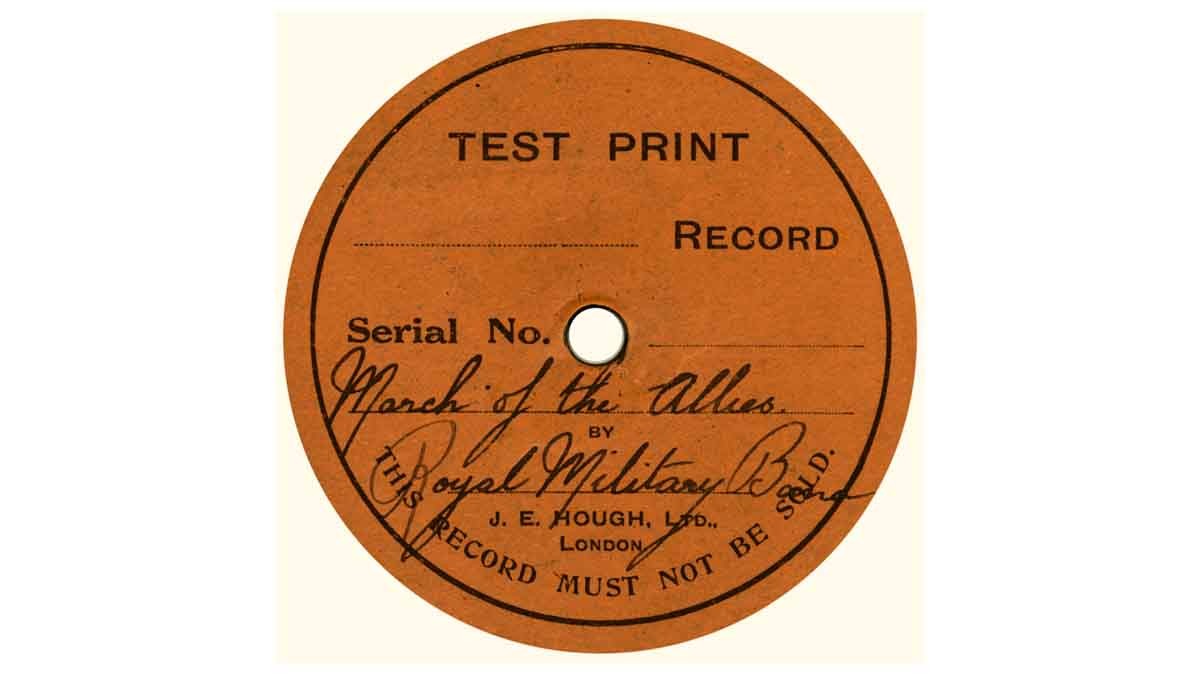 TEST PRINT
RECORD
Serial No.
March of the Allies.
BY
Royal Military Band
J. E. HOUGH, LTD.,
LONDON
THIS RECORD MUST NOT BE SOLD.